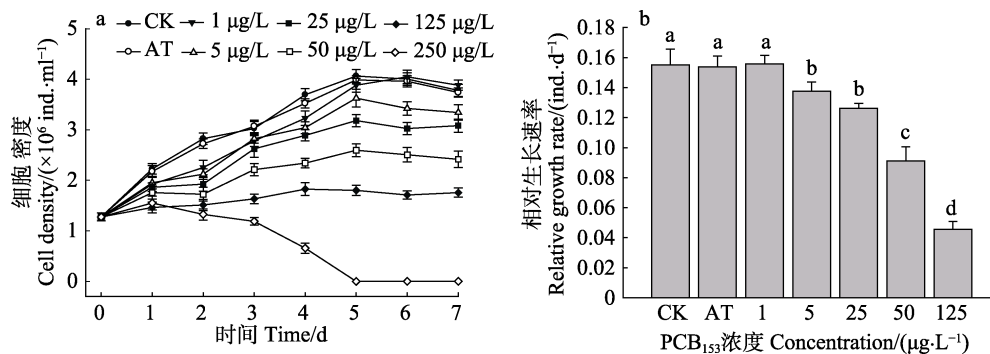 a
CK 1 μg/L 25 μg/L 125 μg/L
AT 5 μg/L 50 μg/L 250 μg/L
细胞 密度
Cell density/(×10⁶ ind.·ml⁻¹)
5
4
3
2
1
0
0 1 2 3 4 5 6 7
时间 Time/d
b
相对生长速率
Relative growth rate/(ind.·d⁻¹)
0.18
0.16
0.14
0.12
0.10
0.08
0.06
0.04
0.02
0
a a a b b c d
CK AT 1 5 25 50 125
PCB₁₅₃浓度 Concentration/(μg·L⁻¹)